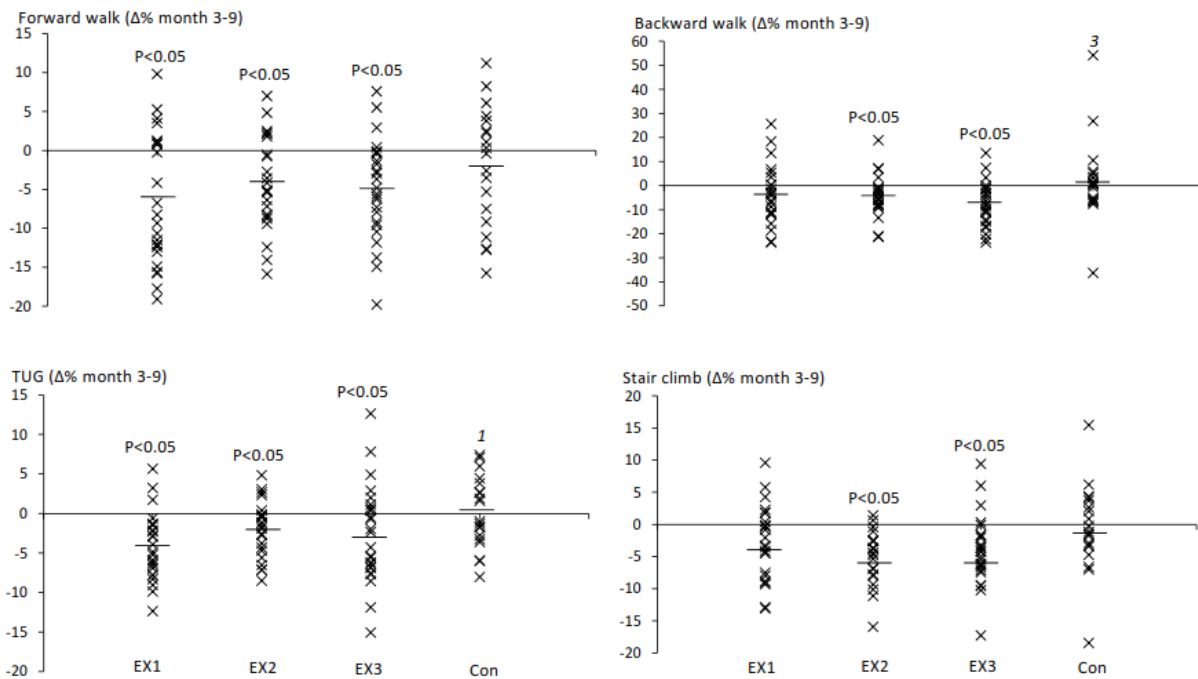 Forward walk (Δ% month 3-9)
15
10
5
0
-5
-10
-15
-20
P<0.05
P<0.05
P<0.05
Backward walk (Δ% month 3-9)
60
50
40
30
20
10
0
-10
-20
-30
-40
-50
P<0.05
P<0.05
3
TUG (Δ% month 3-9)
15
10
5
0
-5
-10
-15
-20
P<0.05
P<0.05
P<0.05
1
EX1 EX2 EX3 Con
Stair climb (Δ% month 3-9)
20
15
10
5
0
-5
-10
-15
-20
P<0.05
P<0.05
EX1 EX2 EX3 Con